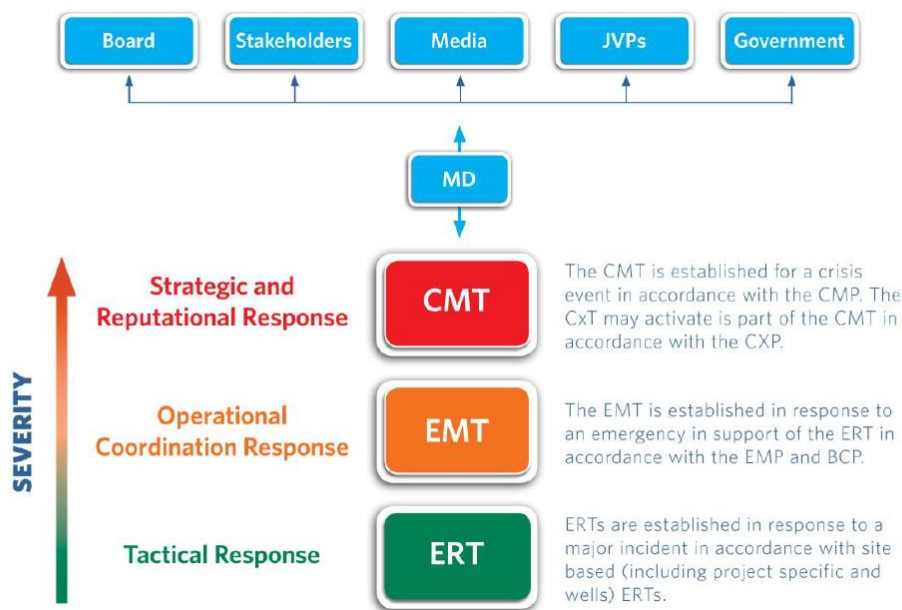 Board
Stakeholders
Media
JVPs
Government
MD
SEVERITY
Strategic and
Reputational Response
CMT
The CMT is established for a crisis
event in accordance with the CMP. The
CxT may activate is part of the CMT in
accordance with the CXP.
Operational
Coordination Response
EMT
The EMT is established in response to
an emergency in support of the ERT in
accordance with the EMP and BCP.
Tactical Response
ERT
ERTs are established in response to a
major incident in accordance with site
based (including project specific and
wells) ERTs.